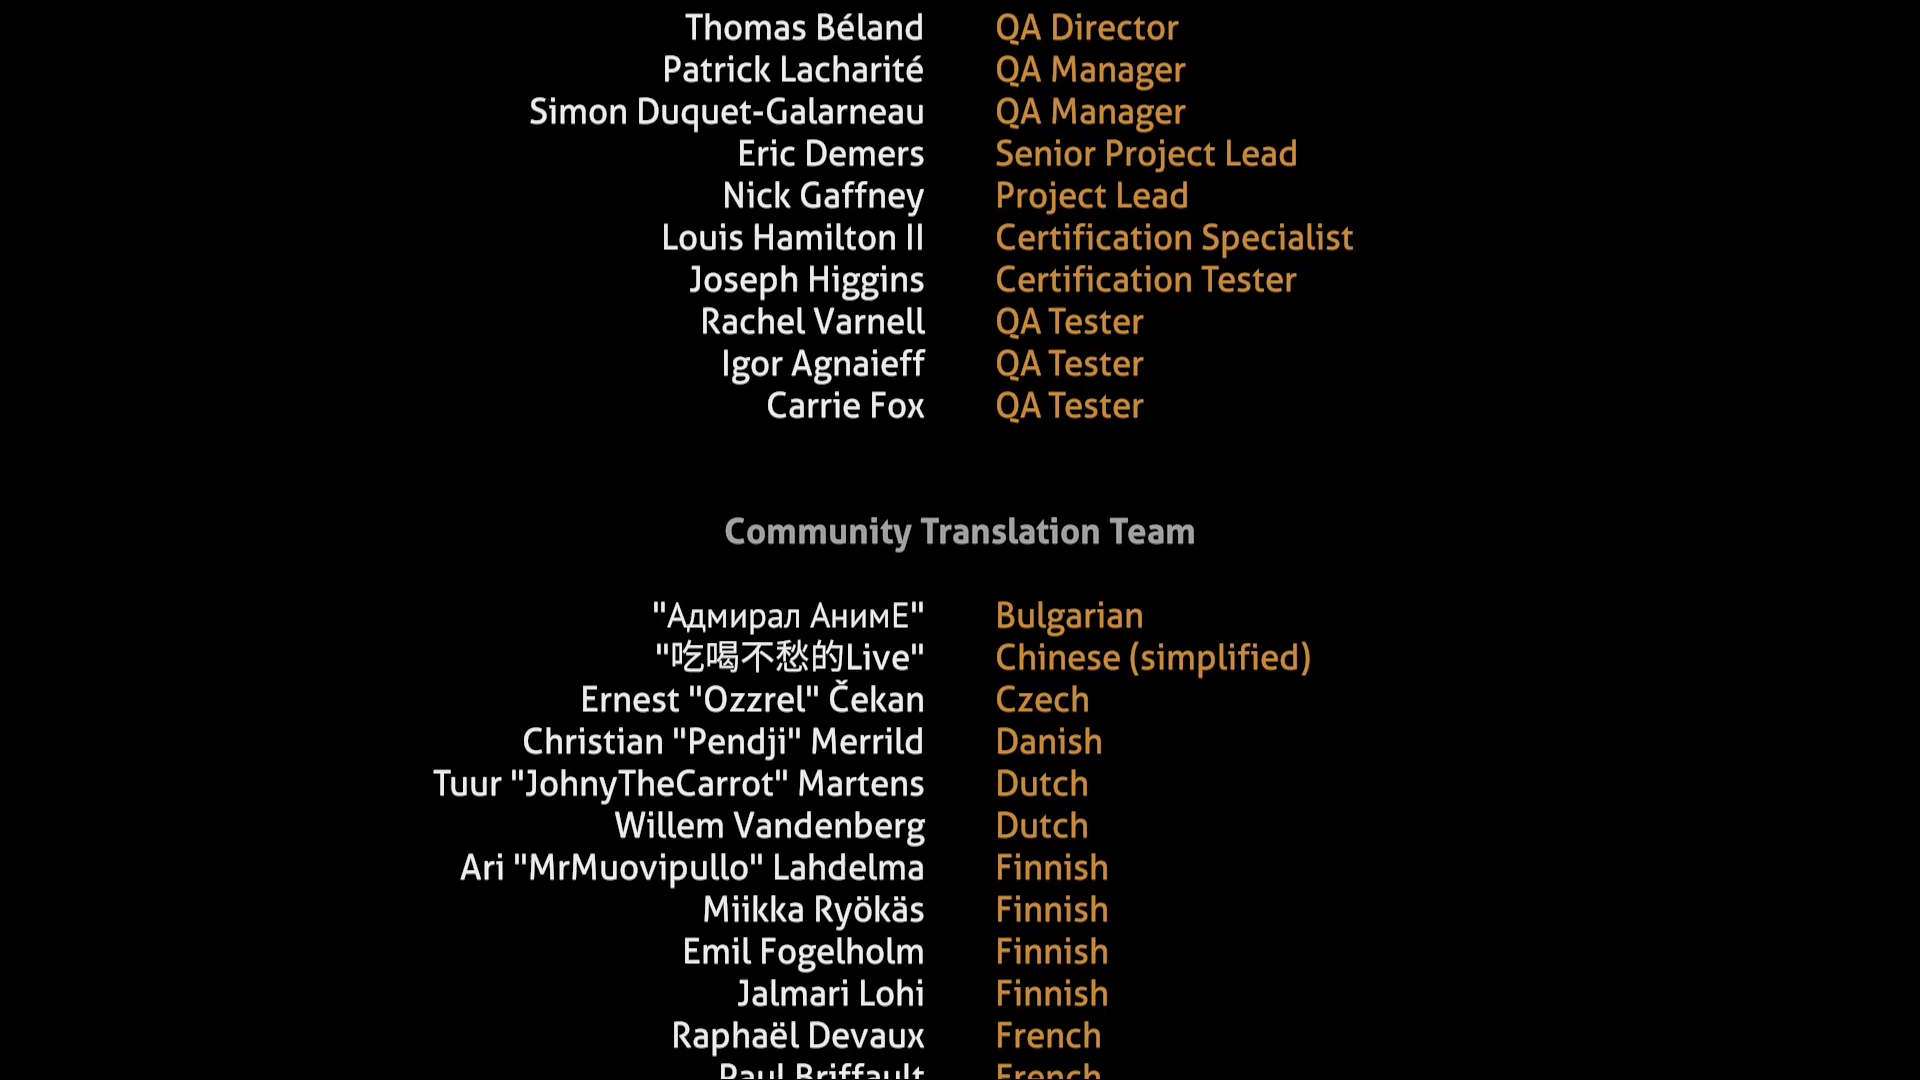 Thomas Béland QA Director
Patrick Lacharité QA Manager
Simon Duquet-Galarneau QA Manager
Eric Demers Senior Project Lead
Nick Gaffney Project Lead
Louis Hamilton II Certification Specialist
Joseph Higgins Certification Tester
Rachel Varnell QA Tester
Igor Agnaieff QA Tester
Carrie Fox QA Tester
Community Translation Team
"Адмирал АнимЕ" Bulgarian
"吃喝不愁的Live" Chinese (simplified)
Ernest "Ozzrel" Čekan Czech
Christian "Pendji" Merrild Danish
Tuur "JohnyTheCarrot" Martens Dutch
Willem Vandenberg Dutch
Ari "MrMuovipullo" Lahdelma Finnish
Miikka Ryökäs Finnish
Emil Fogelholm Finnish
Jalmari Lohi Finnish
Raphaël Devaux French
Paul Briffault French